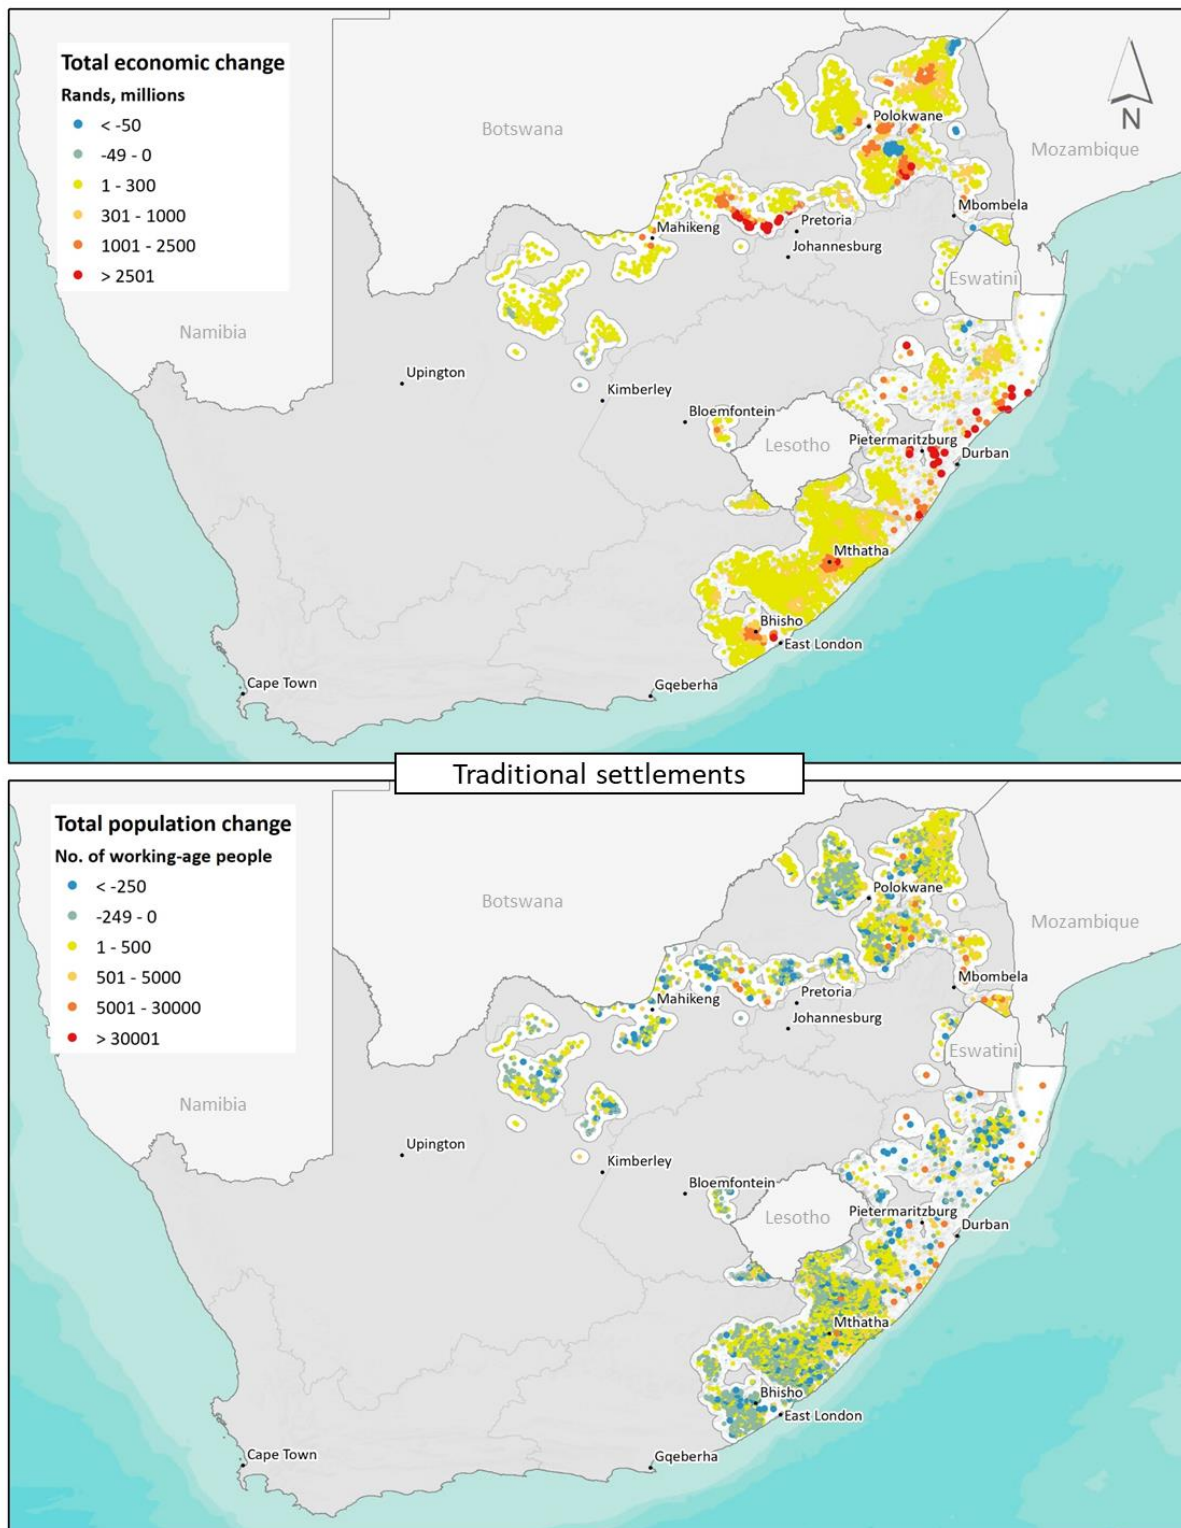 Total economic change
Rands, millions
< -50
-49 - 0
1 - 300
301 - 1000
1001 - 2500
> 2501
N
Botswana
Polokwane
Mozambique
Mahikeng
Pretoria
Mbombela
Johannesburg
Eswatini
Namibia
Upington
Kimberley
Bloemfontein
Lesotho
Pietermaritzburg
Durban
Mthatha
Bhisho
East London
Cape Town
Gqeberha
Traditional settlements
Total population change
No. of working-age people
< -250
-249 - 0
1 - 500
501 - 5000
5001 - 30000
> 30001
Botswana
Polokwane
Mozambique
Mahikeng
Pretoria
Mbombela
Johannesburg
Eswatini
Namibia
Upington
Kimberley
Bloemfontein
Lesotho
Pietermaritzburg
Durban
Mthatha
Bhisho
East London
Cape Town
Gqeberha